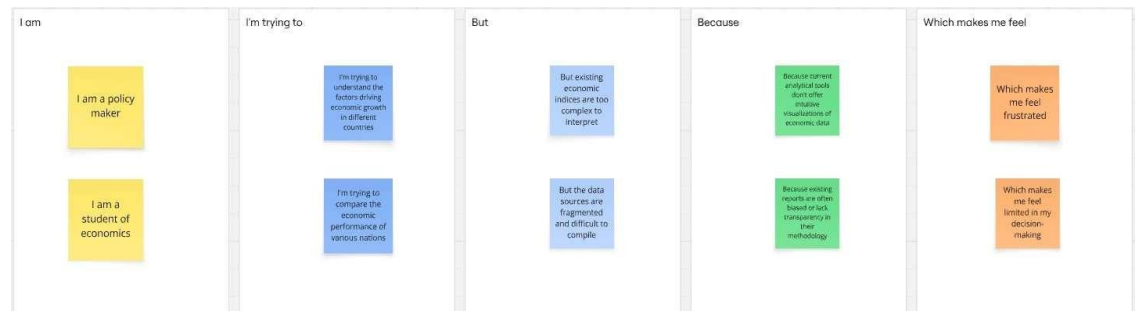 I am
I'm trying to
But
Because
Which makes me feel
I am a policy
maker
I'm trying to
understand the
factors driving
economic growth
in different
countries
But existing
economic
indices are too
complex to
interpret
Because current
analytical tools
don't offer
intuitive
visualizations of
economic data
Which makes
me feel
frustrated
I am a
student of
economics
I'm trying to
compare the
economic
performance of
various nations
But the data
sources are
fragmented
and difficult to
compile
Because existing
reports are often
biased or lack
transparency in
their
methodology
Which makes
me feel
limited in my
decision-
making